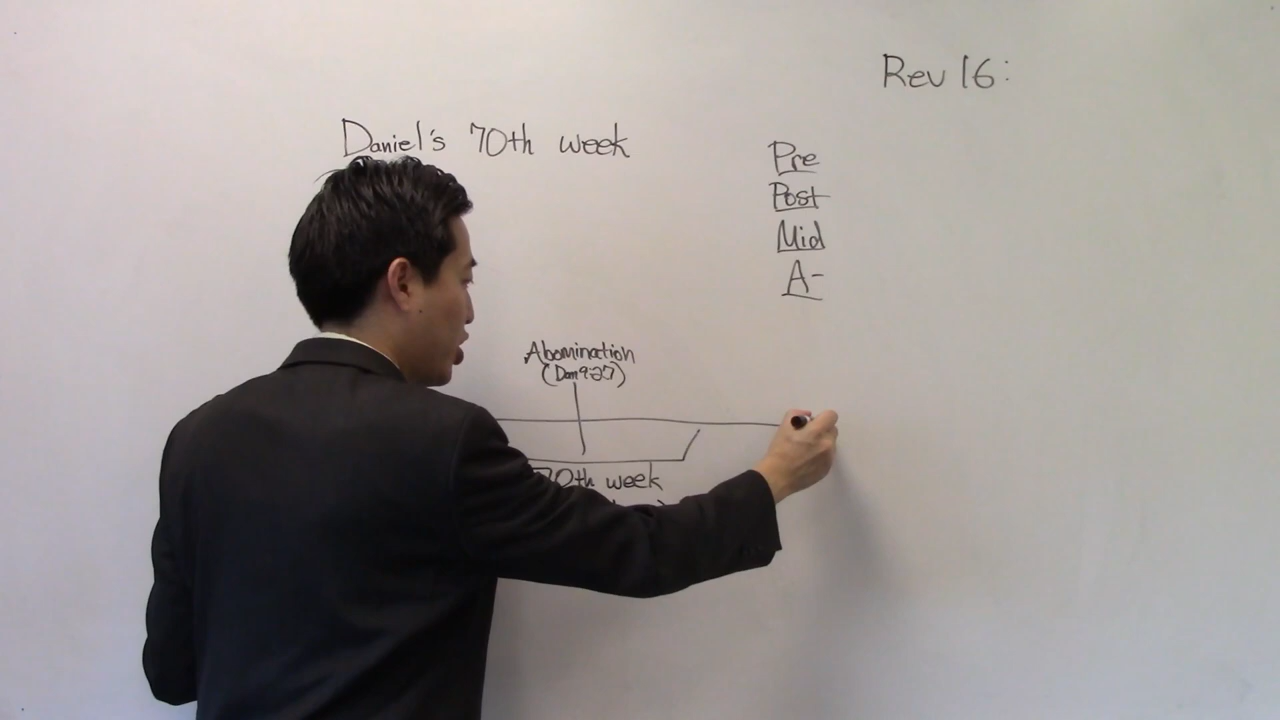 Rev 16:
Daniel's 70th week
Pre
Post
Mid
A-
Abomination
(Dan 9:27)
70th week